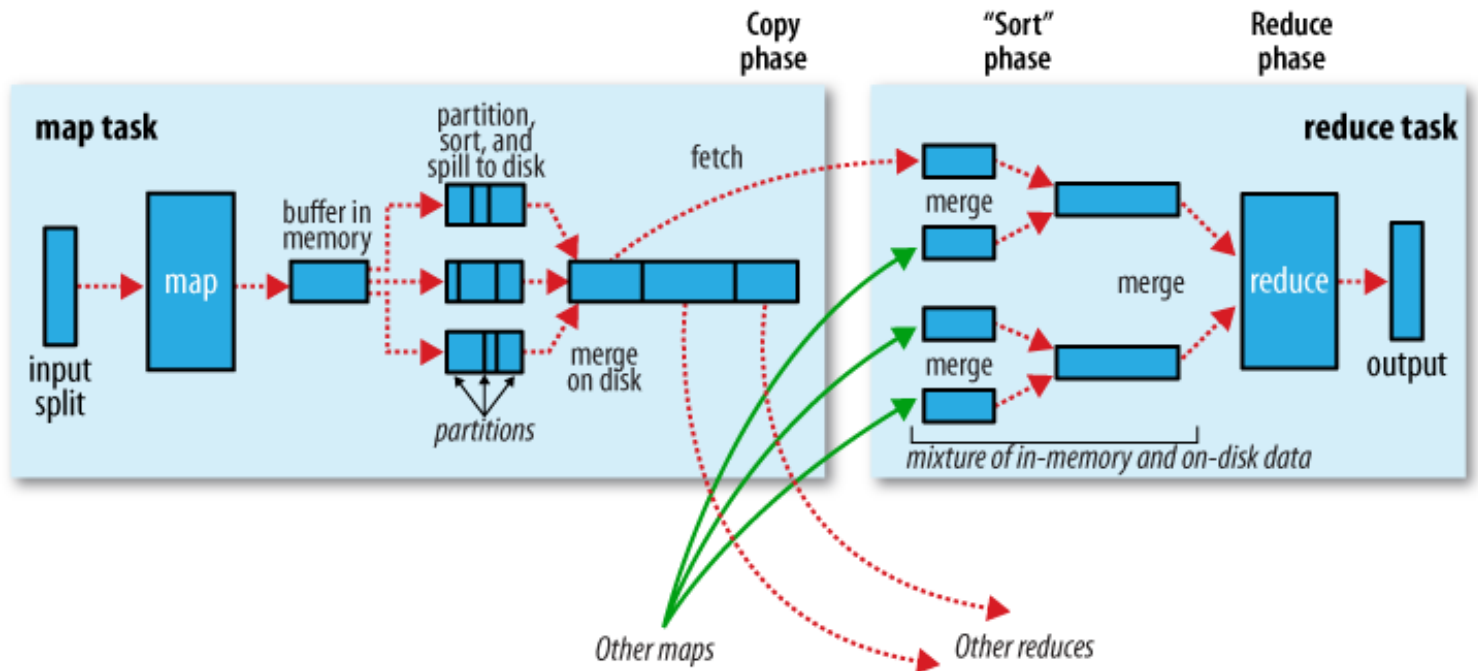 Copy
phase
“Sort”
phase
Reduce
phase
map task
partition,
sort, and
spill to disk
fetch
reduce task
buffer in
memory
merge
map
merge
reduce
input
split
merge
on disk
merge
output
partitions
mixture of in-memory and on-disk data
Other maps
Other reduces